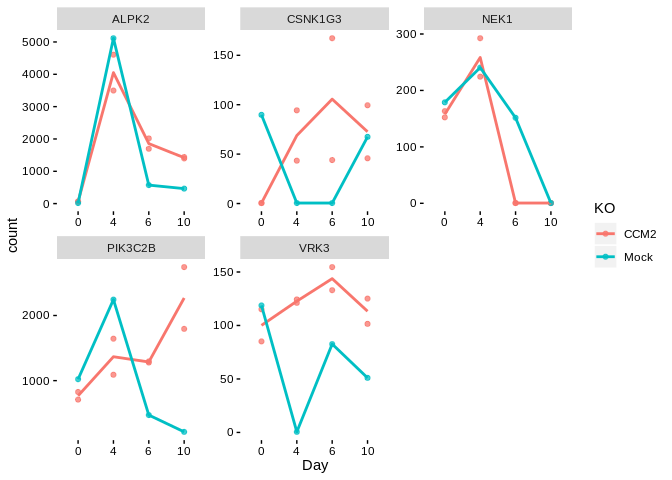 ALPK2
CSNK1G3
NEK1
5000
4000
3000
2000
1000
0
150
100
50
0
300
200
100
0
0 4 6 10
0 4 6 10
0 4 6 10
count
PIK3C2B
VRK3
2000
1000
150
100
50
0
0 4 6 10
0 4 6 10
Day
KO
CCM2
Mock